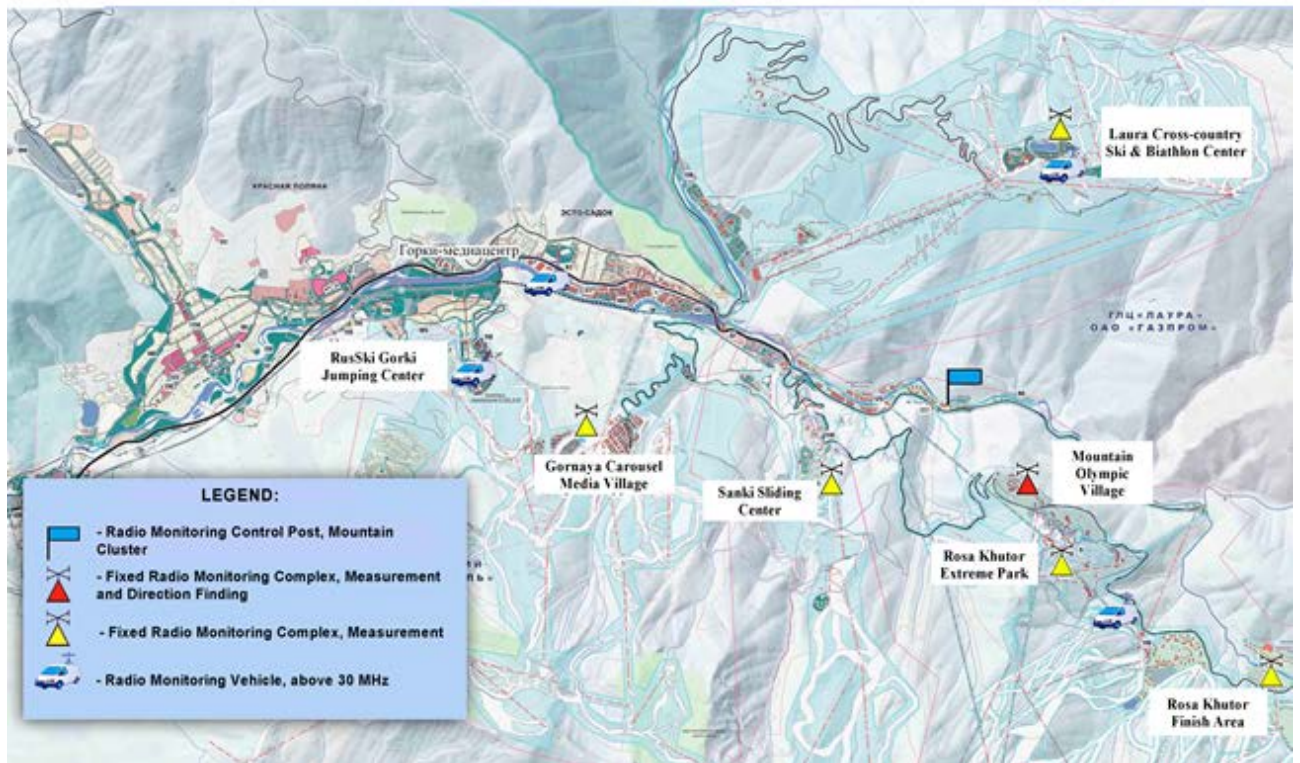 Laura Cross-country
Ski & Biathlon Center
КРАСНАЯ ПОЛЯНА
ЭСТО-САДОК
Горки-медиацентр
ГЛЦ «ЛАУРА»
ОАО «ГАЗПРОМ»
RusSki Gorki
Jumping Center
Gornaya Carousel
Media Village
Sanki Sliding
Center
Mountain
Olympic
Village
Rosa Khutor
Extreme Park
Rosa Khutor
Finish Area
LEGEND:
- Radio Monitoring Control Post, Mountain
Cluster
- Fixed Radio Monitoring Complex, Measurement
and Direction Finding
- Fixed Radio Monitoring Complex, Measurement
- Radio Monitoring Vehicle, above 30 MHz